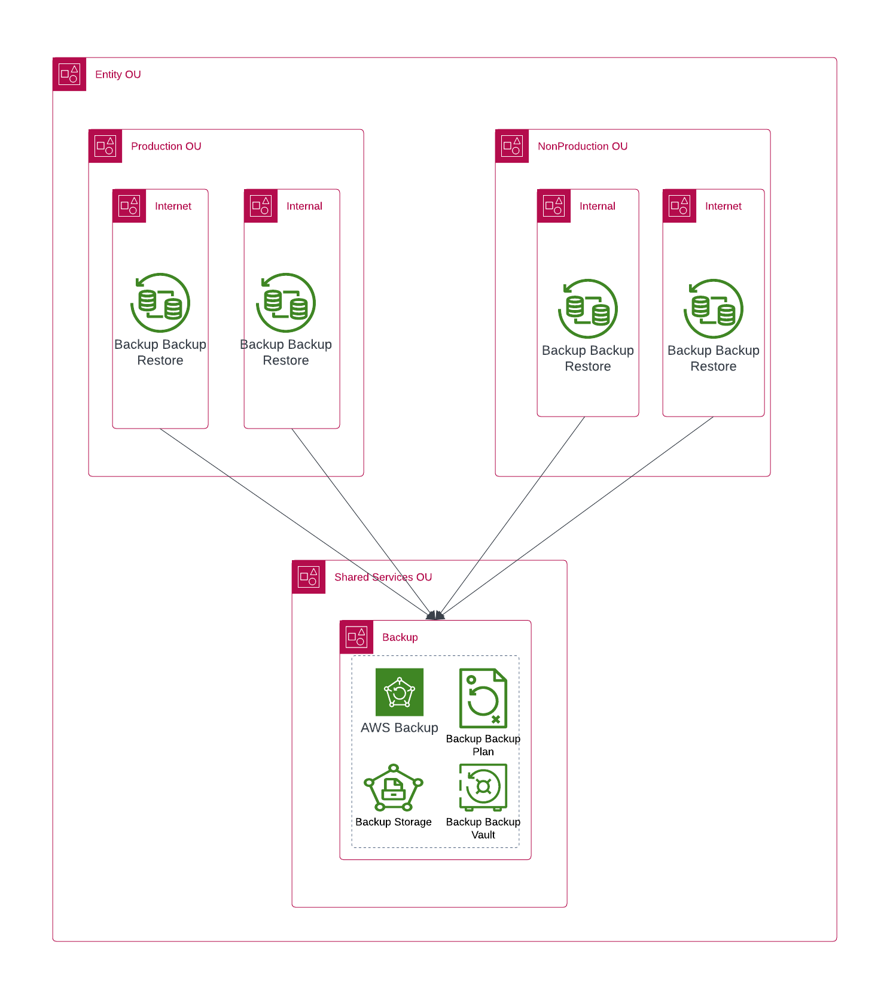 Entity OU
Production OU
NonProduction OU
Internet
Internal
Internal
Internet
Backup Backup
Restore
Backup Backup
Restore
Backup Backup
Restore
Backup Backup
Restore
Shared Services OU
Backup
AWS Backup
Backup Backup
Plan
Backup Storage
Backup Backup
Vault